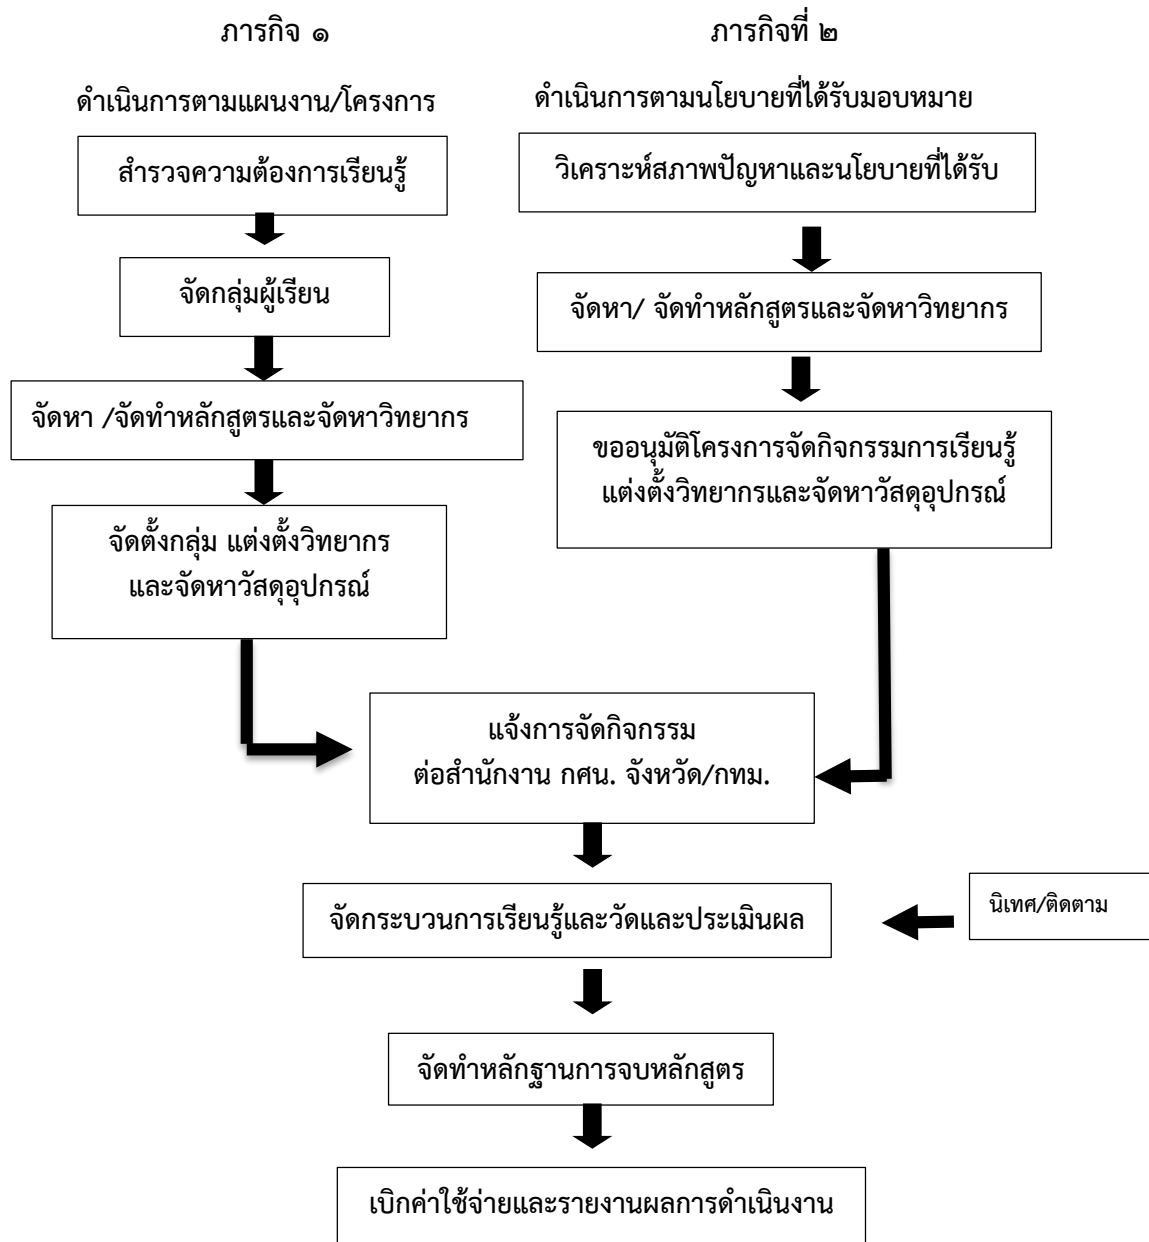 ภารกิจ ๑
ดำเนินการตามแผนงาน/โครงการ
สำรวจความต้องการเรียนรู้
จัดกลุ่มผู้เรียน
จัดหา /จัดทำหลักสูตรและจัดหาวิทยากร
จัดตั้งกลุ่ม แต่งตั้งวิทยากร
และจัดหาวัสดุอุปกรณ์
ภารกิจที่ ๒
ดำเนินการตามนโยบายที่ได้รับมอบหมาย
วิเคราะห์สภาพปัญหาและนโยบายที่ได้รับ
จัดหา/ จัดทำหลักสูตรและจัดหาวิทยากร
ขออนุมัติโครงการจัดกิจกรรมการเรียนรู้
แต่งตั้งวิทยากรและจัดหาวัสดุอุปกรณ์
แจ้งการจัดกิจกรรม
ต่อสำนักงาน กศน. จังหวัด/กทม.
จัดกระบวนการเรียนรู้และวัดและประเมินผล
นิเทศ/ติดตาม
จัดทำหลักฐานการจบหลักสูตร
เบิกค่าใช้จ่ายและรายงานผลการดำเนินงาน